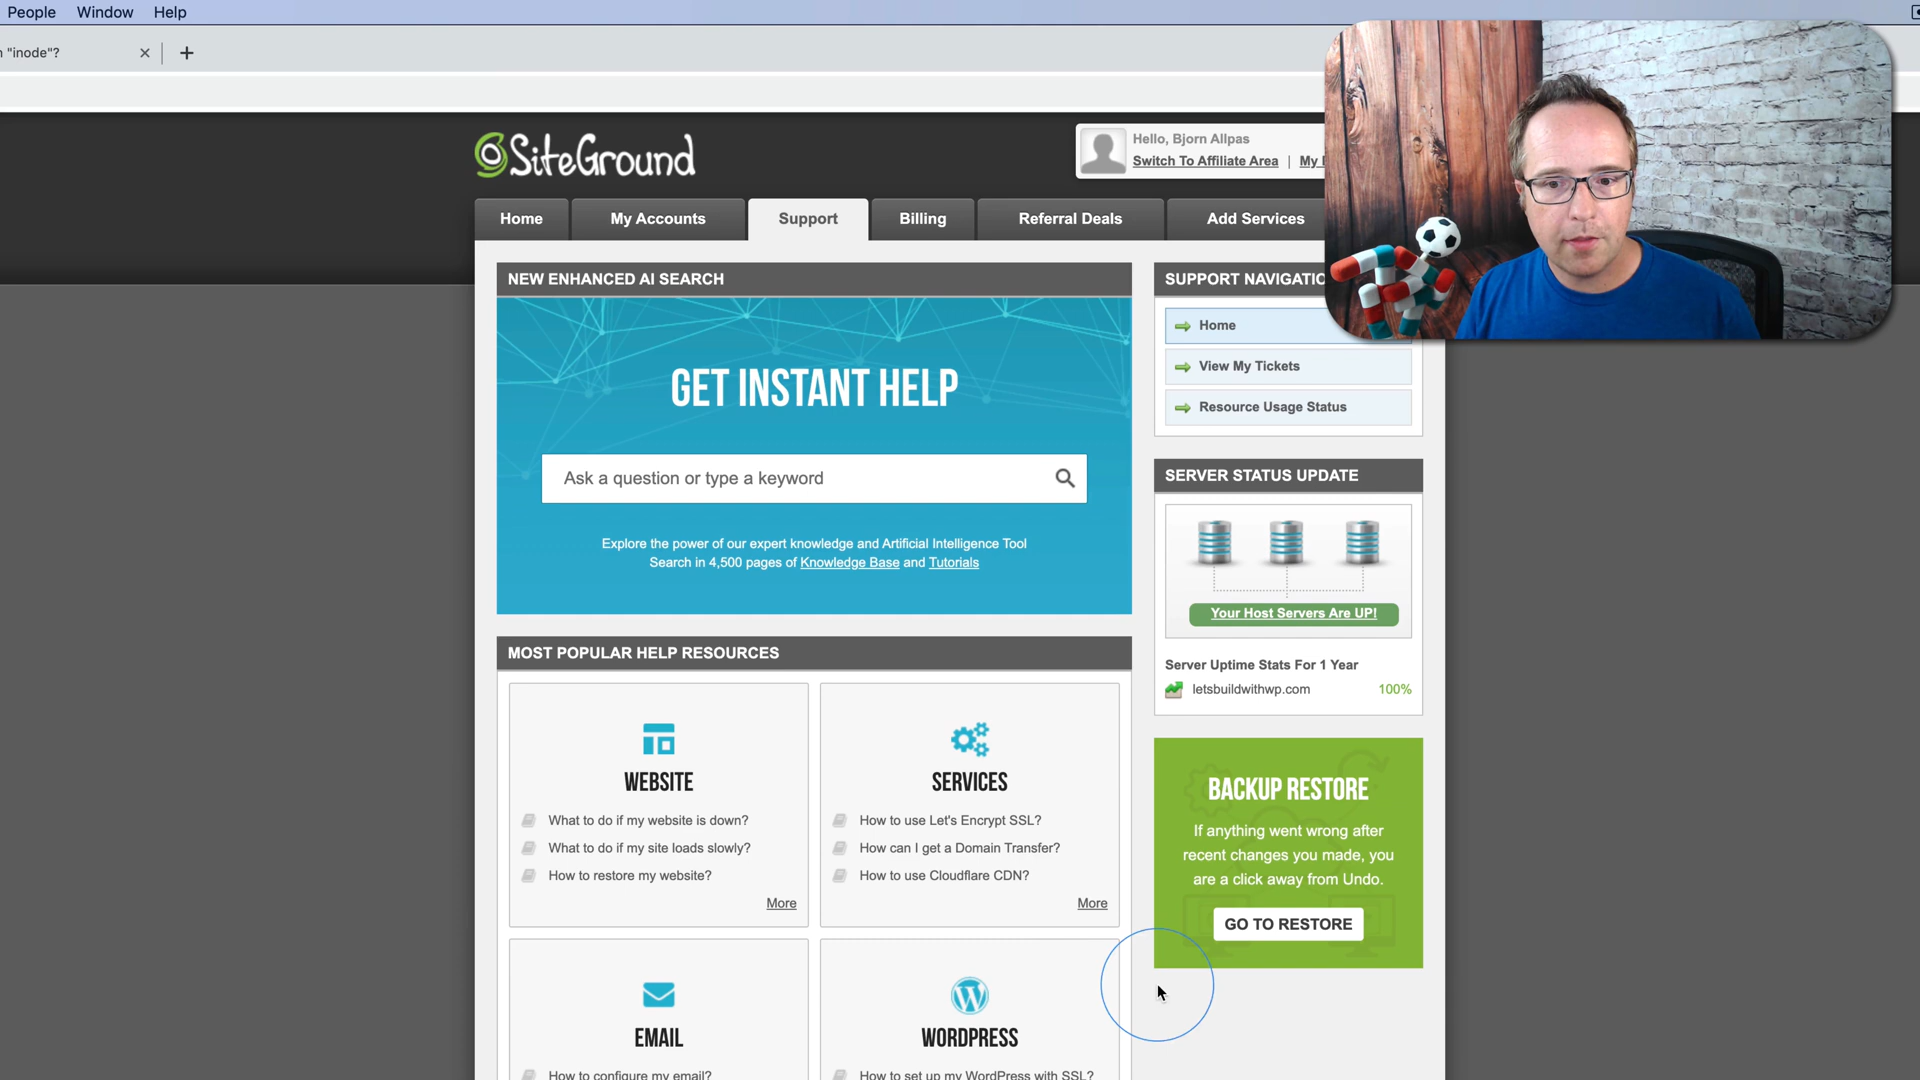 People Window Help
"inode"?
SiteGround
Hello, Bjorn Allpas
Switch To Affiliate Area | My
Home My Accounts Support Billing Referral Deals Add Services
NEW ENHANCED AI SEARCH
GET INSTANT HELP
Ask a question or type a keyword
Explore the power of our expert knowledge and Artificial Intelligence Tool
Search in 4,500 pages of Knowledge Base and Tutorials
SUPPORT NAVIGATIO
Home
View My Tickets
Resource Usage Status
SERVER STATUS UPDATE
Your Host Servers Are UP!
Server Uptime Stats For 1 Year
letsbuildwithwp.com 100%
MOST POPULAR HELP RESOURCES
WEBSITE
What to do if my website is down?
What to do if my site loads slowly?
How to restore my website?
More
SERVICES
How to use Let's Encrypt SSL?
How can I get a Domain Transfer?
How to use Cloudflare CDN?
More
BACKUP RESTORE
If anything went wrong after
recent changes you made, you
are a click away from Undo.
GO TO RESTORE
EMAIL
How to configure my email?
WORDPRESS
How to set up my WordPress with SSL?